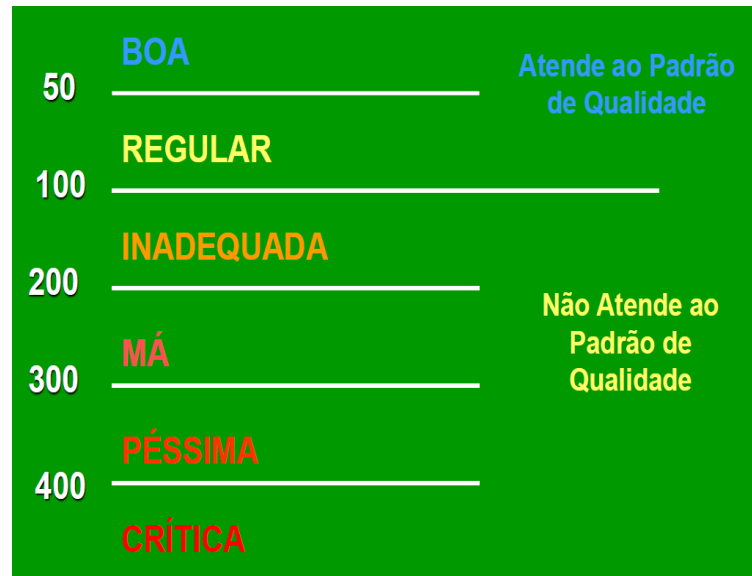 BOA
Atende ao Padrão
de Qualidade
50
REGULAR
100
INADEQUADA
200
Não Atende ao
Padrão de
Qualidade
MÁ
300
PÉSSIMA
400
CRÍTICA